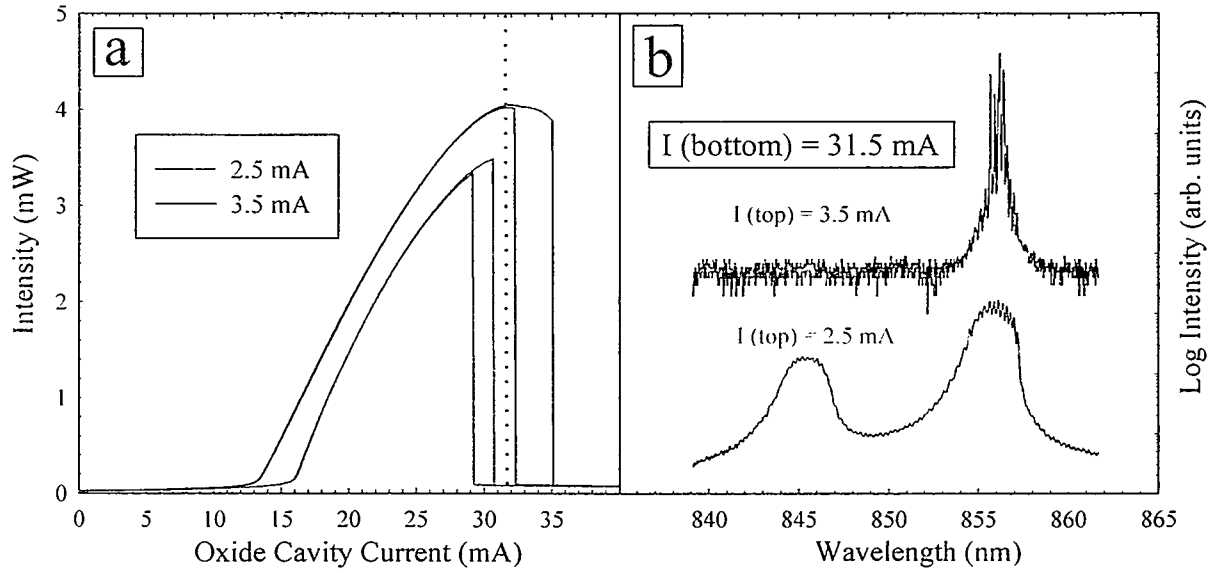 a
5
4
3
2
1
0
Intensity (mW)
2.5 mA
3.5 mA
0 5 10 15 20 25 30 35
Oxide Cavity Current (mA)
b
I (bottom) = 31.5 mA
I (top) = 3.5 mA
I (top) = 2.5 mA
840 845 850 855 860 865
Wavelength (nm)
Log Intensity (arb. units)